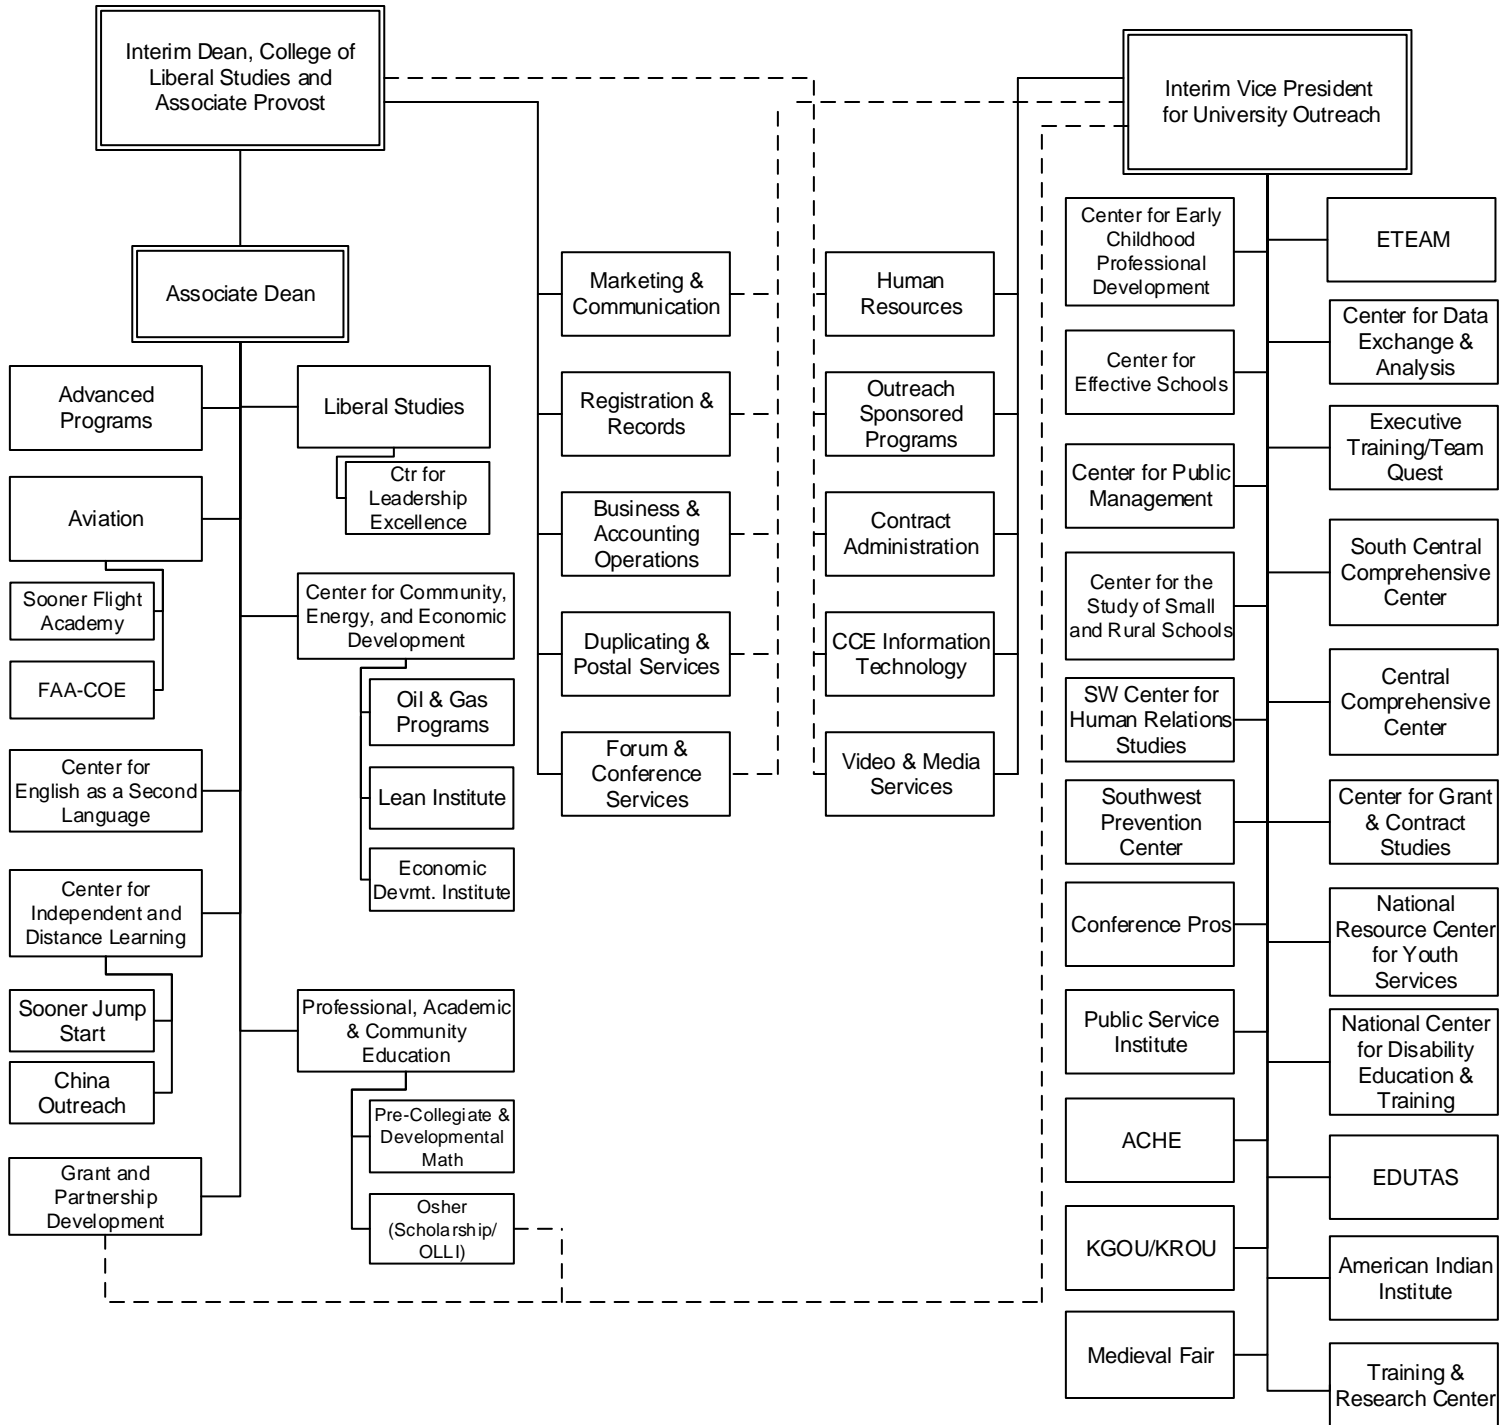 Interim Dean, College of
Liberal Studies and
Associate Provost
Interim Vice President
for University Outreach
Associate Dean
Advanced
Programs
Liberal Studies
Ctr for
Leadership
Excellence
Aviation
Sooner Flight
Academy
FAA-COE
Center for Community,
Energy, and Economic
Development
Oil & Gas
Programs
Lean Institute
Economic
Devmt. Institute
Center for
English as a Second
Language
Center for
Independent and
Distance Learning
Sooner Jump
Start
China
Outreach
Professional, Academic
& Community
Education
Pre-Collegiate &
Developmental
Math
Osher
(Scholarship/
OLLI)
Grant and
Partnership
Development
Marketing &
Communication
Registration &
Records
Business &
Accounting
Operations
Duplicating &
Postal Services
Forum &
Conference
Services
Human
Resources
Outreach
Sponsored
Programs
Contract
Administration
CCE Information
Technology
Video & Media
Services
Center for Early
Childhood
Professional
Development
Center for
Effective Schools
Center for Public
Management
Center for the
Study of Small
and Rural Schools
SW Center for
Human Relations
Studies
Southwest
Prevention
Center
Conference Pros
Public Service
Institute
ACHE
KGOU/KROU
Medieval Fair
ETEAM
Center for Data
Exchange &
Analysis
Executive
Training/Team
Quest
South Central
Comprehensive
Center
Central
Comprehensive
Center
Center for Grant
& Contract
Studies
National
Resource Center
for Youth
Services
National Center
for Disability
Education &
Training
EDUTAS
American Indian
Institute
Training &
Research Center